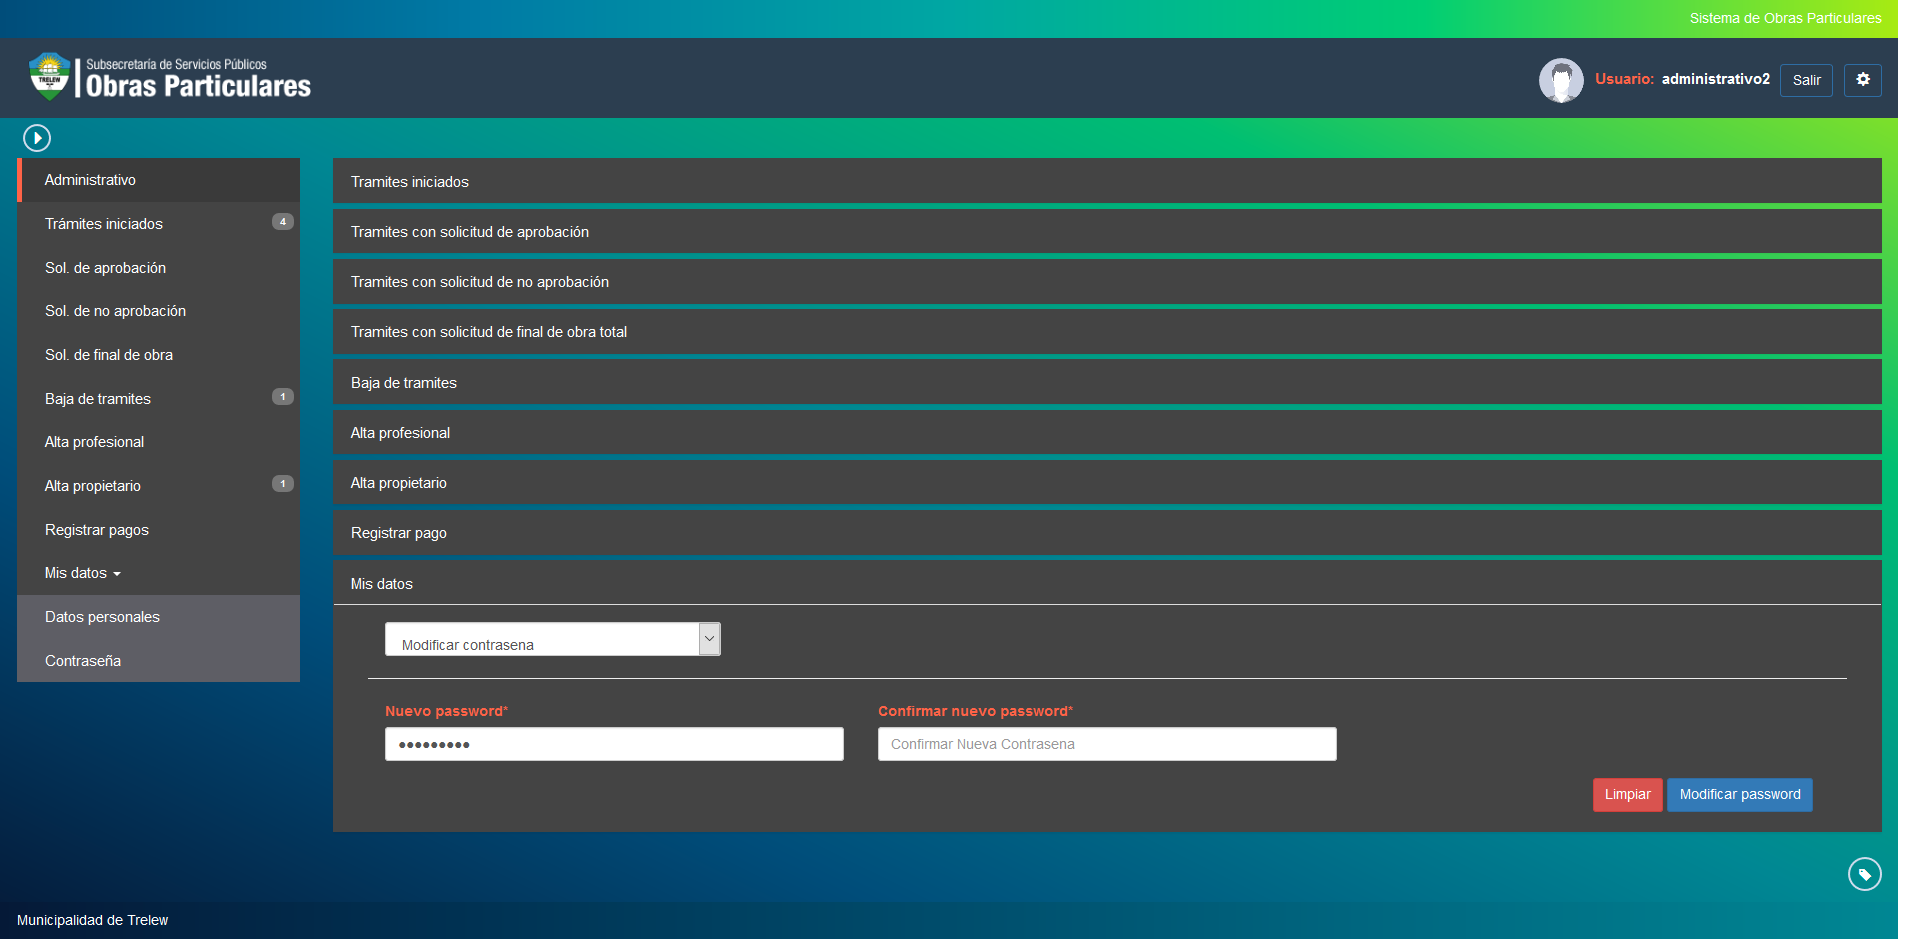 Sistema de Obras Particulares
TRELEW
Subsecretaría de Servicios Públicos
Obras Particulares
Usuario: administrativo2 Salir
Administrativo
Trámites iniciados 4
Sol. de aprobación
Sol. de no aprobación
Sol. de final de obra
Baja de tramites 1
Alta profesional
Alta propietario 1
Registrar pagos
Mis datos
Datos personales
Contraseña
Tramites iniciados
Tramites con solicitud de aprobación
Tramites con solicitud de no aprobación
Tramites con solicitud de final de obra total
Baja de tramites
Alta profesional
Alta propietario
Registrar pago
Mis datos
Modificar contrasena
Nuevo password* Confirmar nuevo password*
●●●●●●●●● Confirmar Nueva Contrasena
Limpiar Modificar password
Municipalidad de Trelew